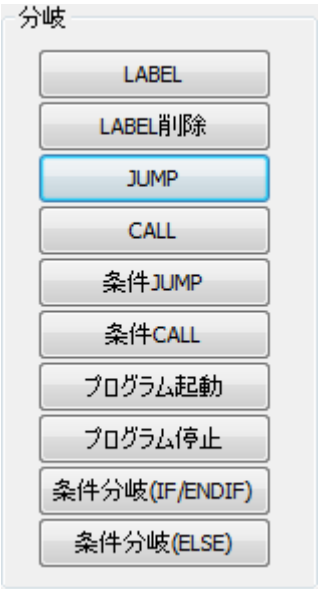 分岐
LABEL
LABEL削除
JUMP
CALL
条件JUMP
条件CALL
プログラム起動
プログラム停止
条件分岐(IF/ENDIF)
条件分岐(ELSE)